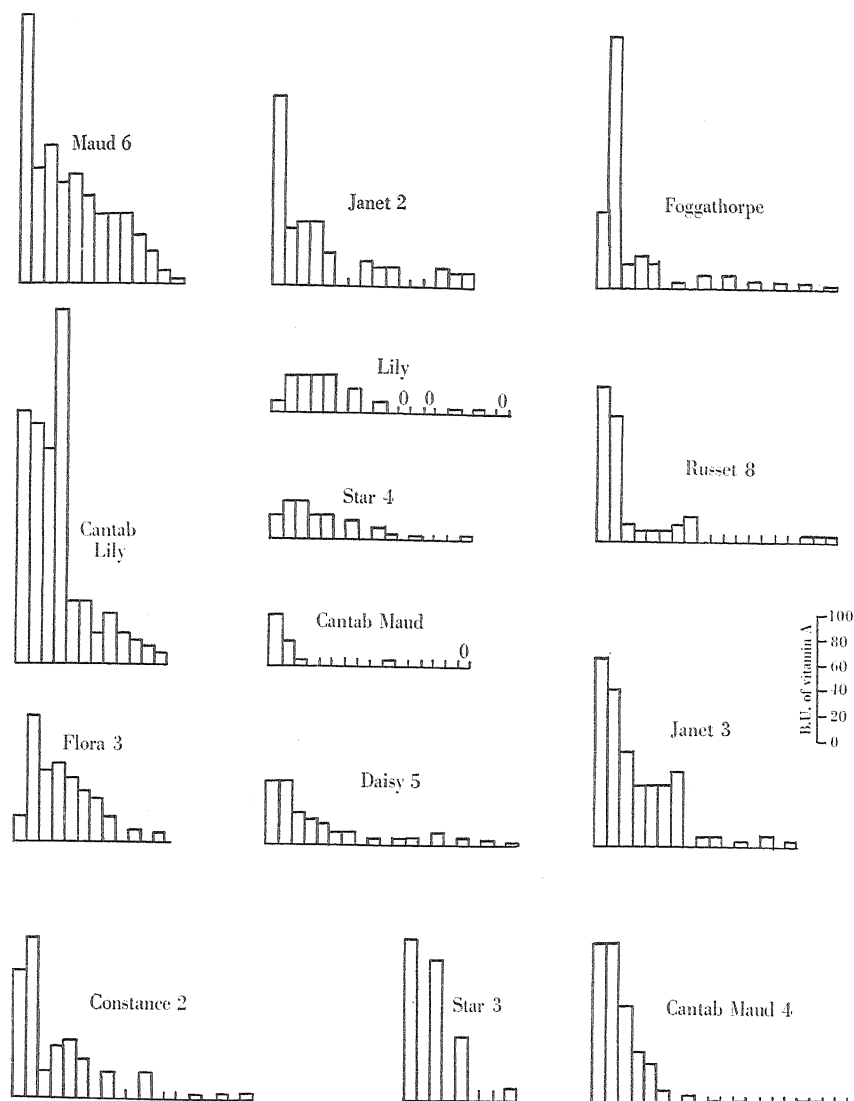 Maud 6
Janet 2
Foggathorpe
Lily
0 0 0
Star 4
Russet 8
Cantab
Lily
Cantab Maud
0
B.U. of vitamin A
100
80
60
40
20
0
Flora 3
Daisy 5
Janet 3
Constance 2
Star 3
Cantab Maud 4